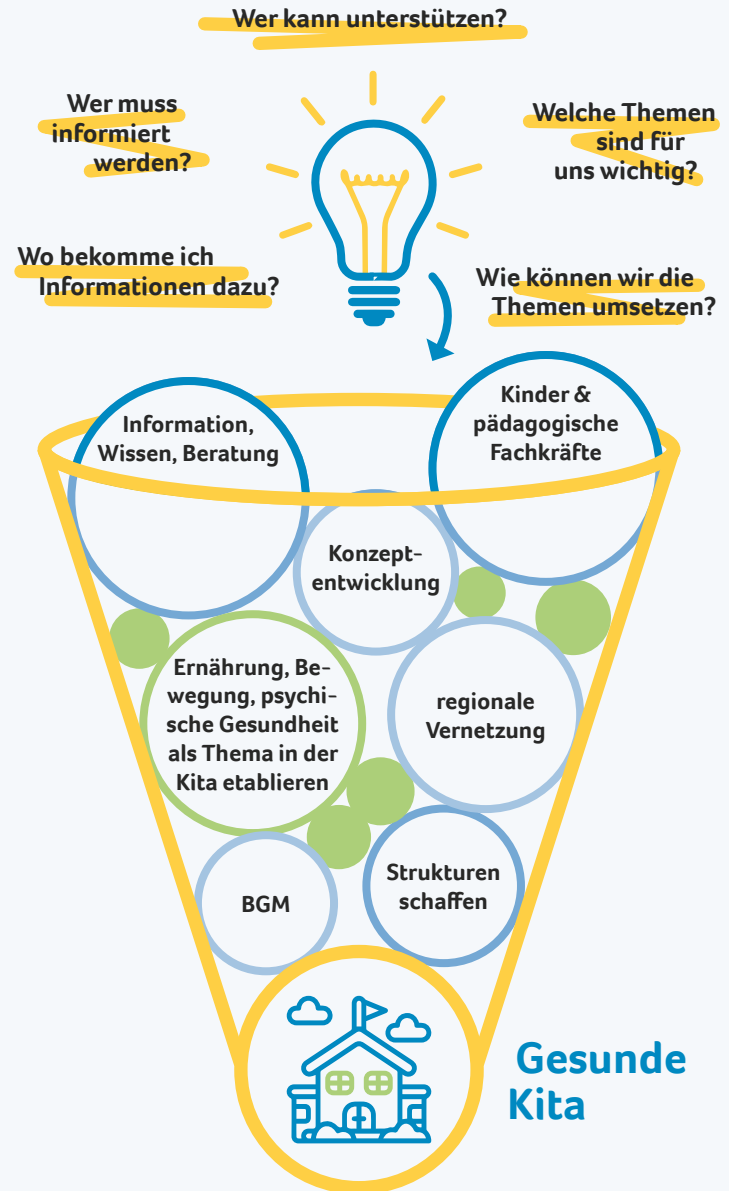 Wer kann unterstützen?
Wer muss
informiert
werden?
Welche Themen
sind für
uns wichtig?
Wo bekomme ich
Informationen dazu?
Wie können wir die
Themen umsetzen?
Information,
Wissen, Beratung
Kinder &
pädagogische
Fachkräfte
Konzept-
entwicklung
Ernährung, Be-
wegung, psychi-
sche Gesundheit
als Thema in der
Kita etablieren
regionale
Vernetzung
BGM
Strukturen
schaffen
Gesunde
Kita